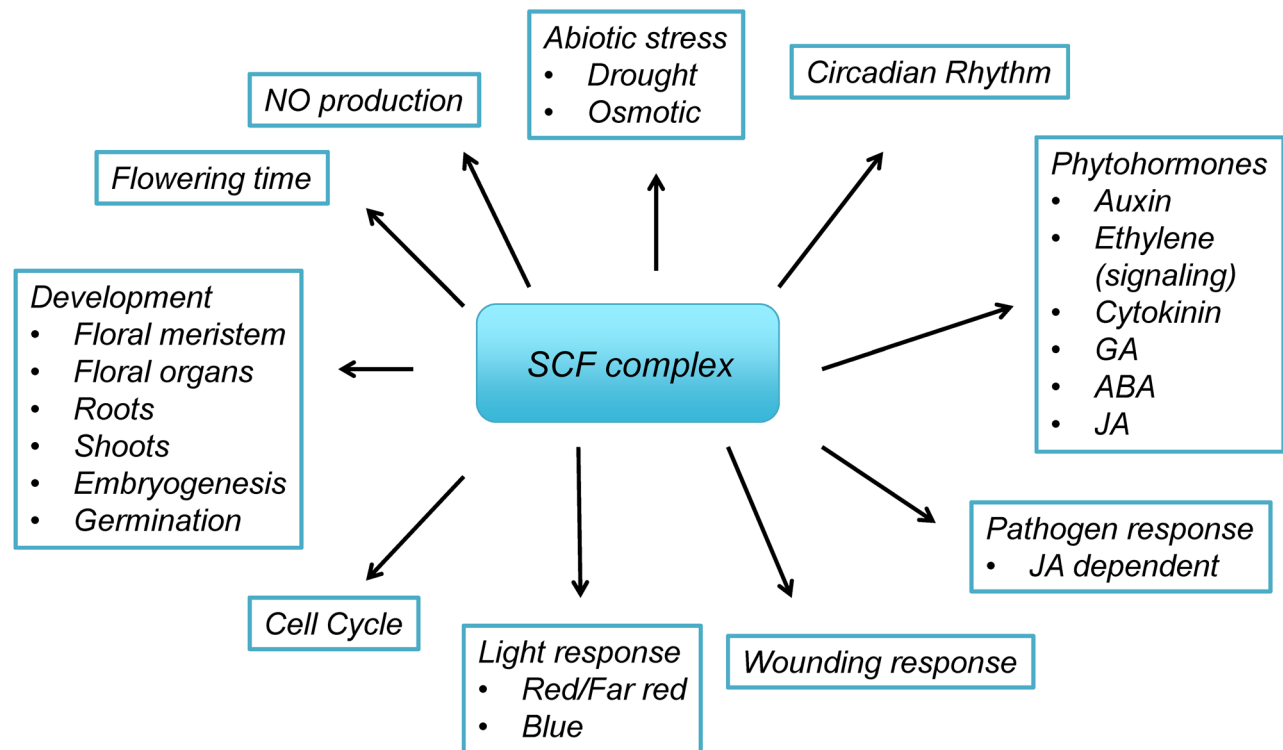 Abiotic stress
• Drought
• Osmotic
Circadian Rhythm
NO production
Flowering time
Phytohormones
• Auxin
• Ethylene
(signaling)
• Cytokinin
• GA
• ABA
• JA
Development
• Floral meristem
• Floral organs
• Roots
• Shoots
• Embryogenesis
• Germination
SCF complex
Pathogen response
• JA dependent
Cell Cycle
Light response
• Red/Far red
• Blue
Wounding response